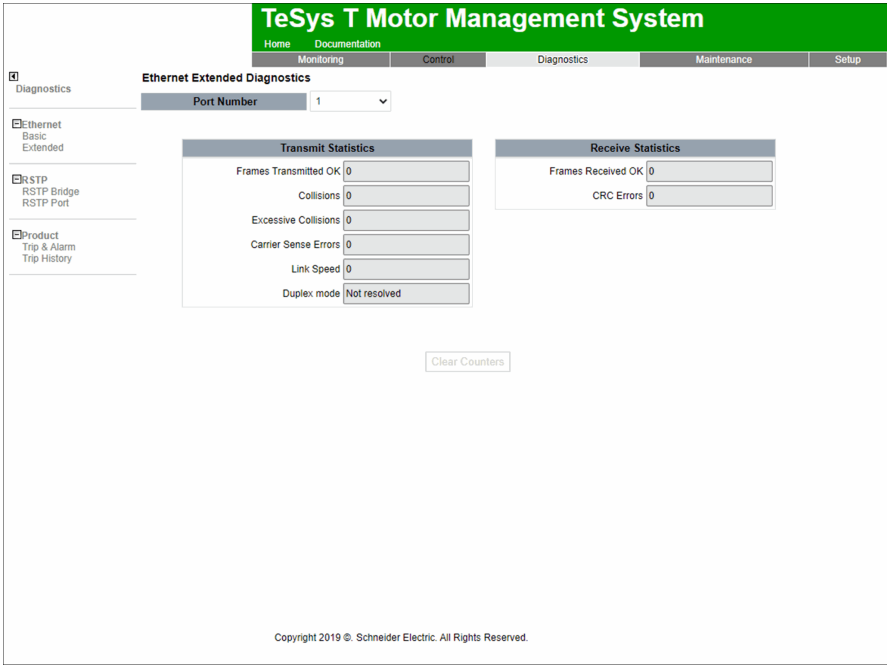 TeSys T Motor Management System
Home Documentation
Monitoring Control Diagnostics Maintenance Setup
Diagnostics
Ethernet
Basic
Extended
RSTP
RSTP Bridge
RSTP Port
Product
Trip & Alarm
Trip History
Ethernet Extended Diagnostics
Port Number 1
Transmit Statistics
Frames Transmitted OK 0
Collisions 0
Excessive Collisions 0
Carrier Sense Errors 0
Link Speed 0
Duplex mode Not resolved
Receive Statistics
Frames Received OK 0
CRC Errors 0
Clear Counters
Copyright 2019 ©. Schneider Electric. All Rights Reserved.